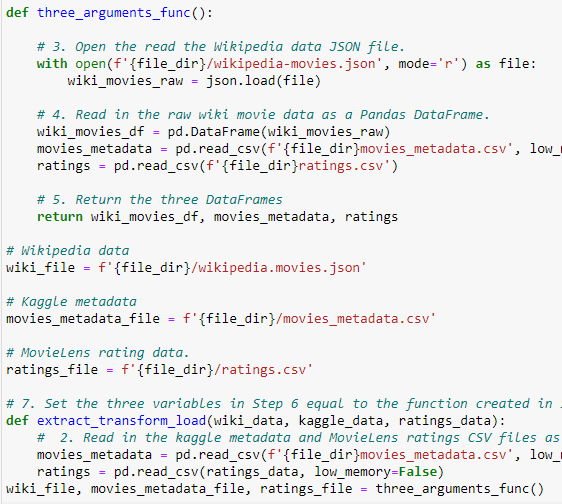 def three_arguments_func():
# 3. Open the read the Wikipedia data JSON file.
with open(f'{file_dir}/wikipedia-movies.json', mode='r') as file:
wiki_movies_raw = json.load(file)
# 4. Read in the raw wiki movie data as a Pandas DataFrame.
wiki_movies_df = pd.DataFrame(wiki_movies_raw)
movies_metadata = pd.read_csv(f'{file_dir}movies_metadata.csv', low_
ratings = pd.read_csv(f'{file_dir}ratings.csv')
# 5. Return the three DataFrames
return wiki_movies_df, movies_metadata, ratings
# Wikipedia data
wiki_file = f'{file_dir}/wikipedia.movies.json'
# Kaggle metadata
movies_metadata_file = f'{file_dir}/movies_metadata.csv'
# MovieLens rating data.
ratings_file = f'{file_dir}/ratings.csv'
# 7. Set the three variables in Step 6 equal to the function created in
def extract_transform_load(wiki_data, kaggle_data, ratings_data):
#  2. Read in the kaggle metadata and MovieLens ratings CSV files as
movies_metadata = pd.read_csv(f'{file_dir}movies_metadata.csv', low_
ratings = pd.read_csv(ratings_data, low_memory=False)
wiki_file, movies_metadata_file, ratings_file = three_arguments_func()